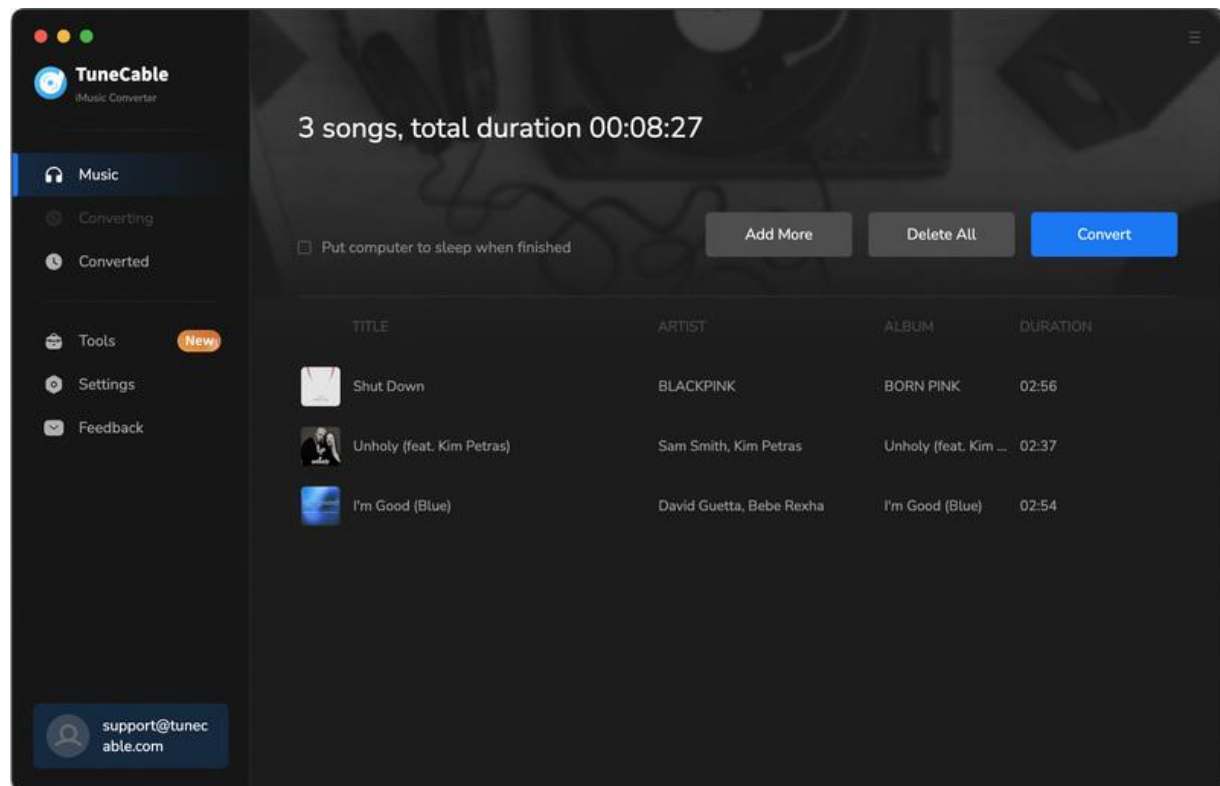 TuneCable
iMusic Converter
Music
Converting
Converted
Tools New
Settings
Feedback
support@tunec
able.com
3 songs, total duration 00:08:27
Put computer to sleep when finished
Add More Delete All Convert
TITLE ARTIST ALBUM DURATION
Shut Down BLACKPINK BORN PINK 02:56
Unholy (feat. Kim Petras) Sam Smith, Kim Petras Unholy (feat. Kim ... 02:37
I'm Good (Blue) David Guetta, Bebe Rexha I'm Good (Blue) 02:54